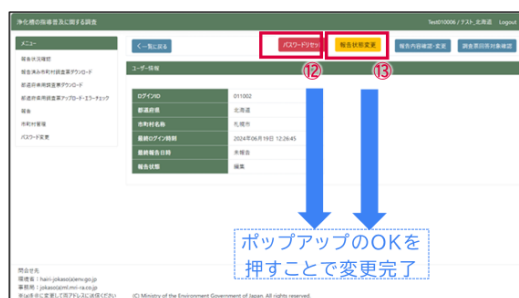 浄化槽の指導普及に関する調査
Test010006 / テスト_北海道 Logout
メニュー
報告状況確認
報告済み市町村調査票ダウンロード
都道府県用調査票ダウンロード
都道府県用調査票アップロード・エラーチェック
報告
市町村管理
パスワード変更
く一覧に戻る
パスワードリセット
報告状態変更
報告内容確認・変更
調査票回答対象確認
⑫
⑬
ユーザー情報
ログインID 011002
都道府県 北海道
市町村名 札幌市
最終ログイン時間 2024年06月19日 12:26:45
最終報告日時 未報告
報告状態 編集
ポップアップのOKを
押すことで変更完了
問合せ先
(C) Ministry of the Environment Government of Japan. All rights reserved.